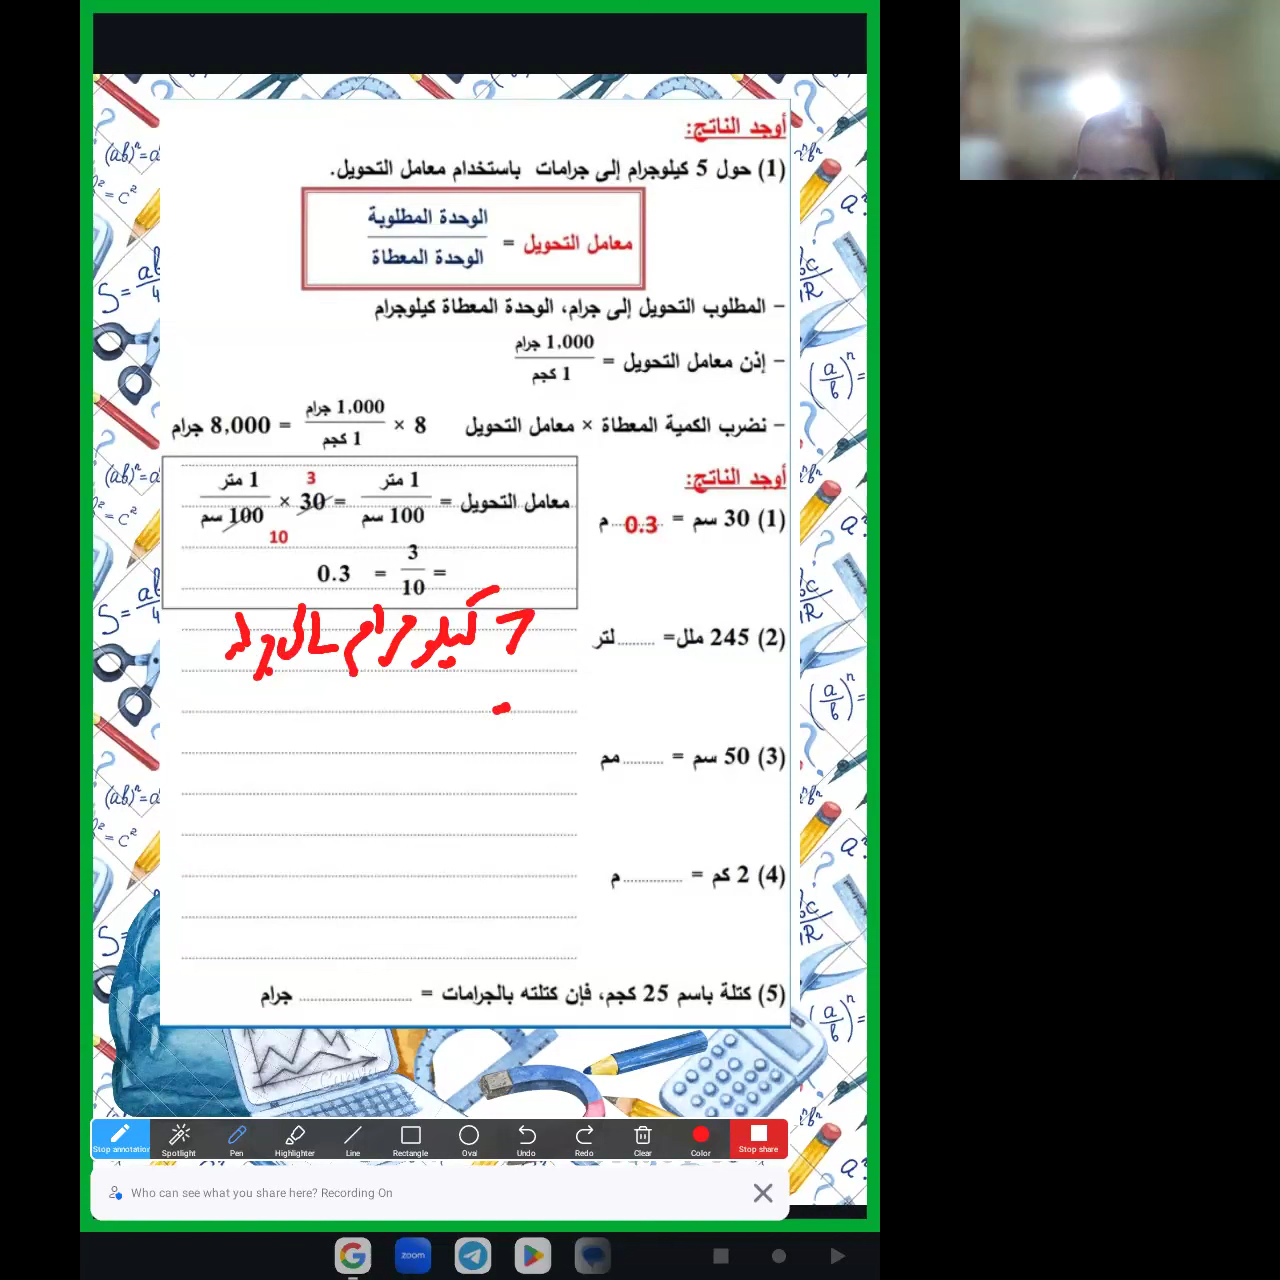 أوجد الناتج:
(1) حول 5 كيلوجرام إلى جرامات باستخدام معامل التحويل.
معامل التحويل = الوحدة المطلوبة / الوحدة المعطاة
– المطلوب التحويل إلى جرام، الوحدة المعطاة كيلوجرام
– إذن معامل التحويل = 1,000 جرام / 1 كجم
– نضرب الكمية المعطاة × معامل التحويل 8 × 1,000 جرام / 1 كجم = 8,000 جرام
أوجد الناتج:
(1) 30 سم = 0.3 م
معامل التحويل = 1 متر / 100 سم = 30 × 1 متر / 100 سم
3
10
= 3 / 10 = 0.3
(2) 245 ملل= ........ لتر
كيلو جرام
(3) 50 سم = ......... مم
(4) 2 كم = ............. م
(5) كتلة باسم 25 كجم، فإن كتلته بالجرامات = .......................... جرام
Stop annotation
Spotlight
Pen
Highlighter
Line
Rectangle
Oval
Undo
Redo
Clear
Color
Stop share
Who can see what you share here? Recording On
zoom